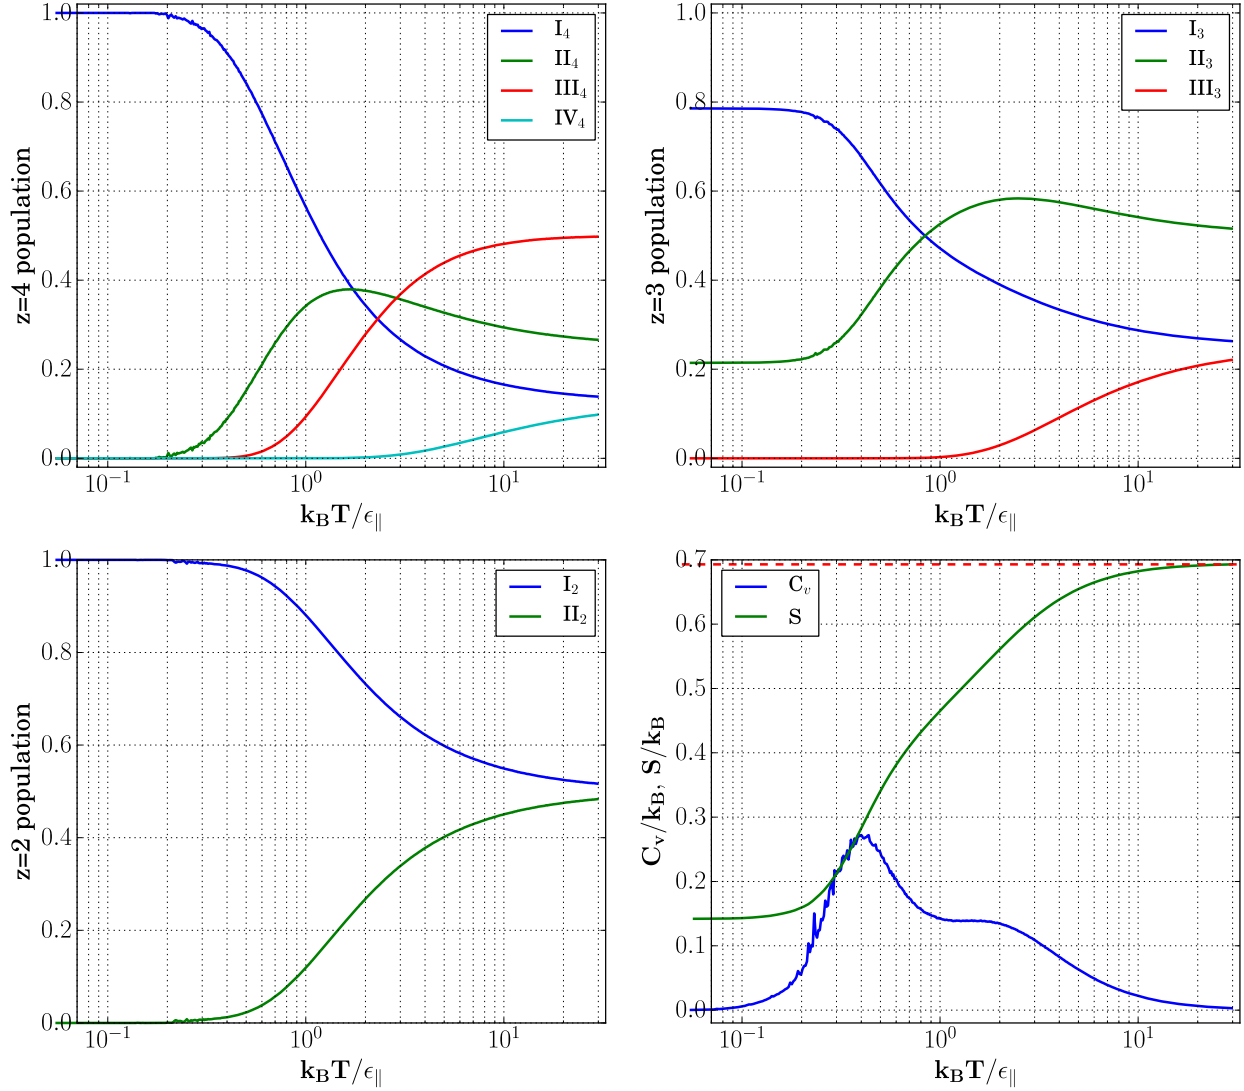 1.0
0.8
0.6
0.4
0.2
0.0
z=4 population
10⁻¹ 10⁰ 10¹
k_BT/ϵ_∥
I₄
II₄
III₄
IV₄
1.0
0.8
0.6
0.4
0.2
0.0
z=3 population
10⁻¹ 10⁰ 10¹
k_BT/ϵ_∥
I₃
II₃
III₃
1.0
0.8
0.6
0.4
0.2
0.0
z=2 population
10⁻¹ 10⁰ 10¹
k_BT/ϵ_∥
I₂
II₂
0.7
0.6
0.5
0.4
0.3
0.2
0.1
0.0
C_v/k_B, S/k_B
10⁻¹ 10⁰ 10¹
k_BT/ϵ_∥
C_v
S